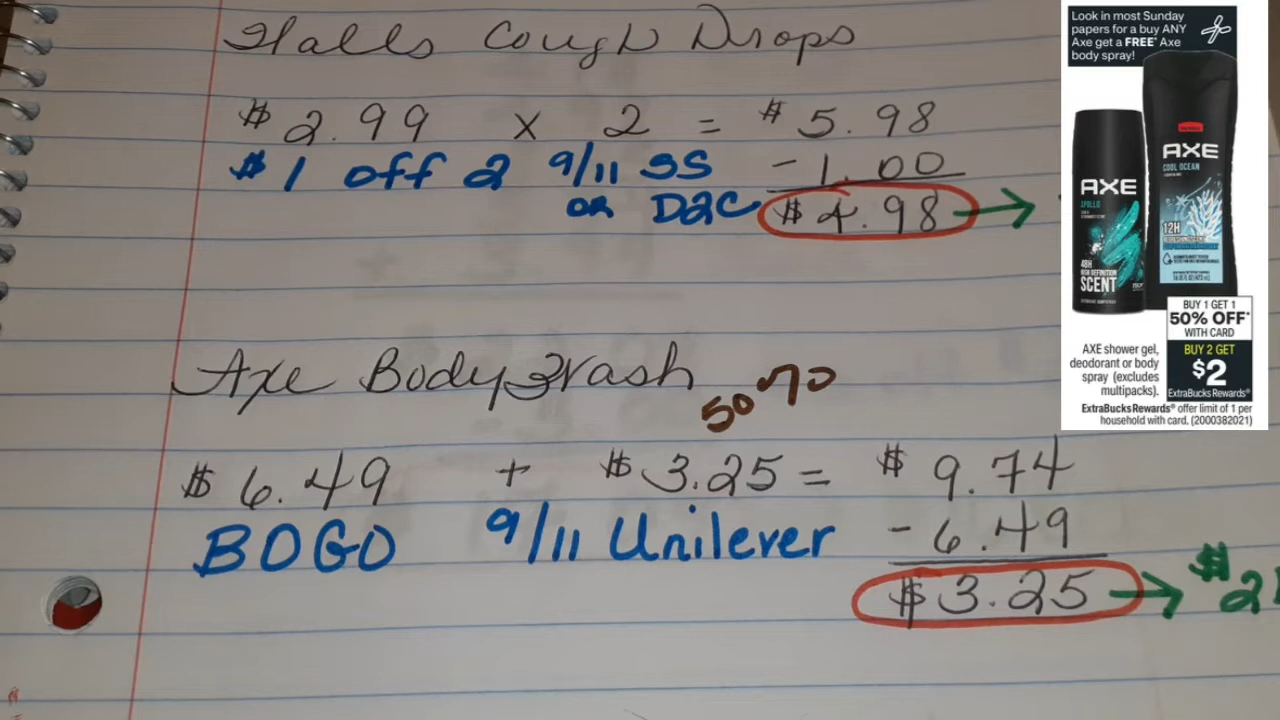 Halls Cough Drops
$2.99 x 2 = $5.98
$1 off 2 9/11 SS -1.00
or D2C $4.98 →
Axe Body Wash
50%
$6.49 + $3.25 = $9.74
BOGO 9/11 Unilever -6.49
$3.25 → $2
Look in most Sunday
papers for a buy ANY
Axe get a FREE* Axe
body spray!
AXE
COOL OCEAN
12H
AXE
APOLLO
48H
HIGH DEFINITION
SCENT
BUY 1 GET 1
50% OFF*
WITH CARD
BUY 2 GET
$2
ExtraBucks Rewards®
AXE shower gel,
deodorant or body
spray (excludes
multipacks).
ExtraBucks Rewards® offer limit of 1 per
household with card. (2000382021)